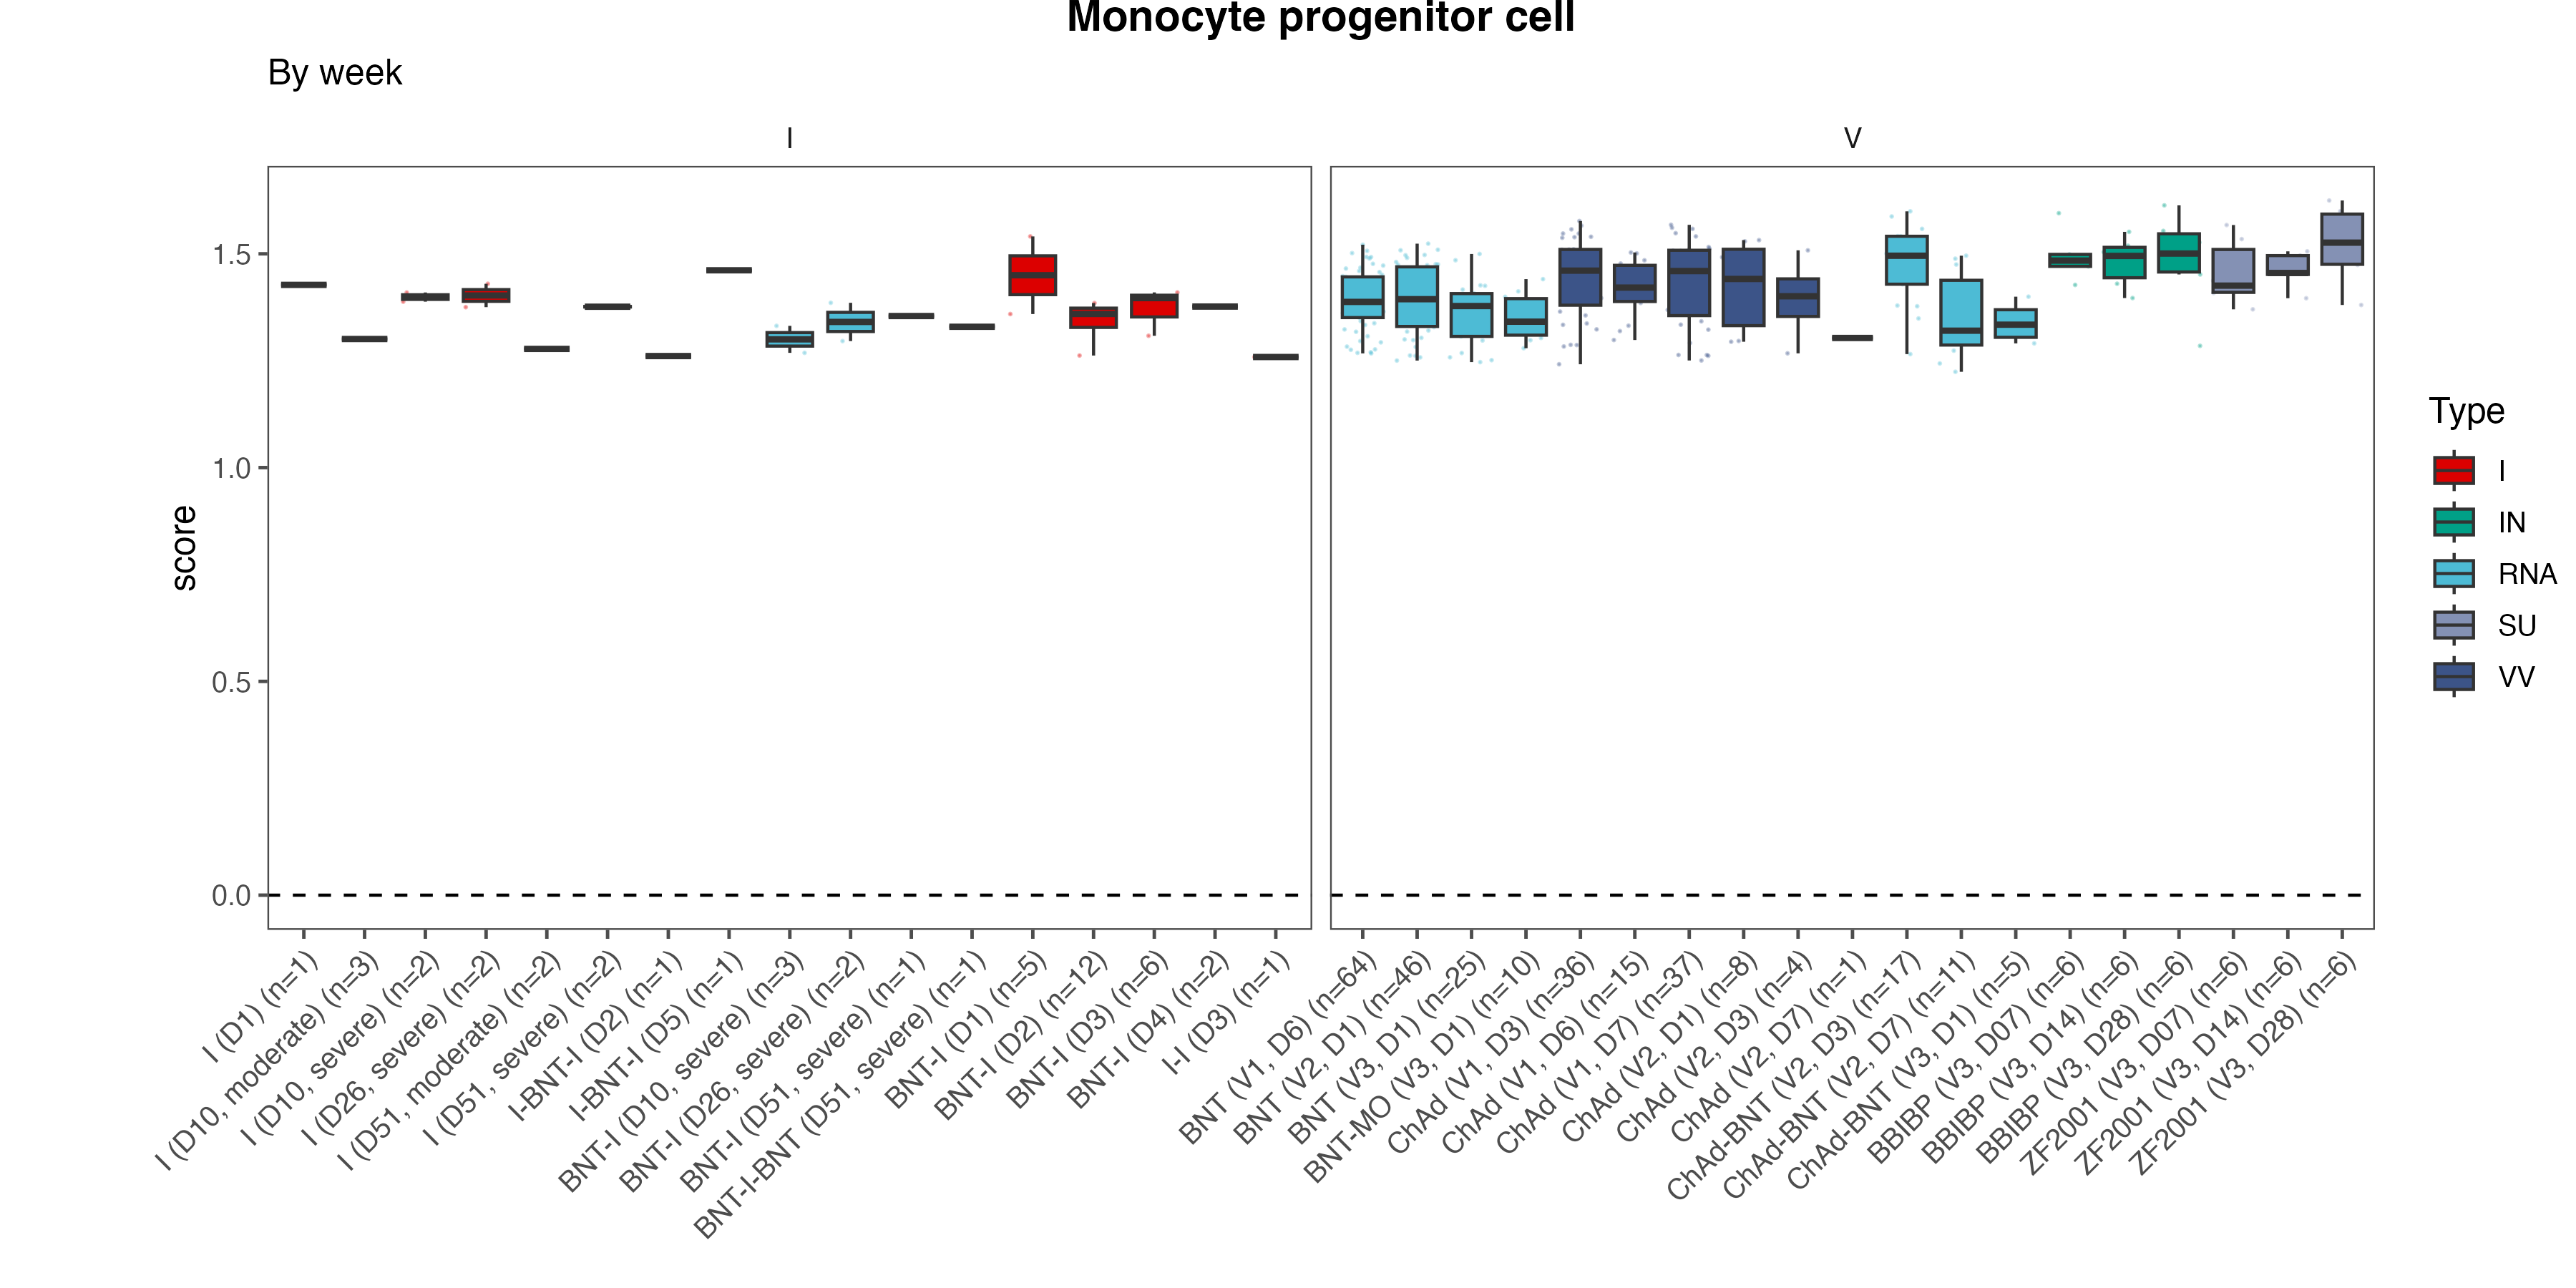 Monocyte progenitor cell
By week
I
V
score
1.5
1.0
0.5
0.0
I (D1) (n=1)
I (D10, moderate) (n=3)
I (D10, severe) (n=2)
I (D26, severe) (n=2)
I (D51, moderate) (n=2)
I (D51, severe) (n=2)
I-BNT-I (D2) (n=1)
I-BNT-I (D5) (n=1)
BNT-I (D10, severe) (n=3)
BNT-I (D26, severe) (n=2)
BNT-I (D51, severe) (n=1)
BNT-I-BNT (D51, severe) (n=1)
BNT-I (D1) (n=5)
BNT-I (D2) (n=12)
BNT-I (D3) (n=6)
BNT-I (D4) (n=2)
I-I (D3) (n=1)
BNT (V1, D6) (n=64)
BNT (V2, D1) (n=46)
BNT (V3, D1) (n=25)
BNT-MO (V3, D1) (n=10)
ChAd (V1, D3) (n=36)
ChAd (V1, D6) (n=15)
ChAd (V1, D7) (n=37)
ChAd (V2, D1) (n=8)
ChAd (V2, D3) (n=4)
ChAd (V2, D7) (n=1)
ChAd-BNT (V2, D3) (n=17)
ChAd-BNT (V2, D7) (n=11)
ChAd-BNT (V3, D1) (n=5)
BBIBP (V3, D07) (n=6)
BBIBP (V3, D14) (n=6)
BBIBP (V3, D28) (n=6)
ZF2001 (V3, D07) (n=6)
ZF2001 (V3, D14) (n=6)
ZF2001 (V3, D28) (n=6)
Type
I
IN
RNA
SU
VV